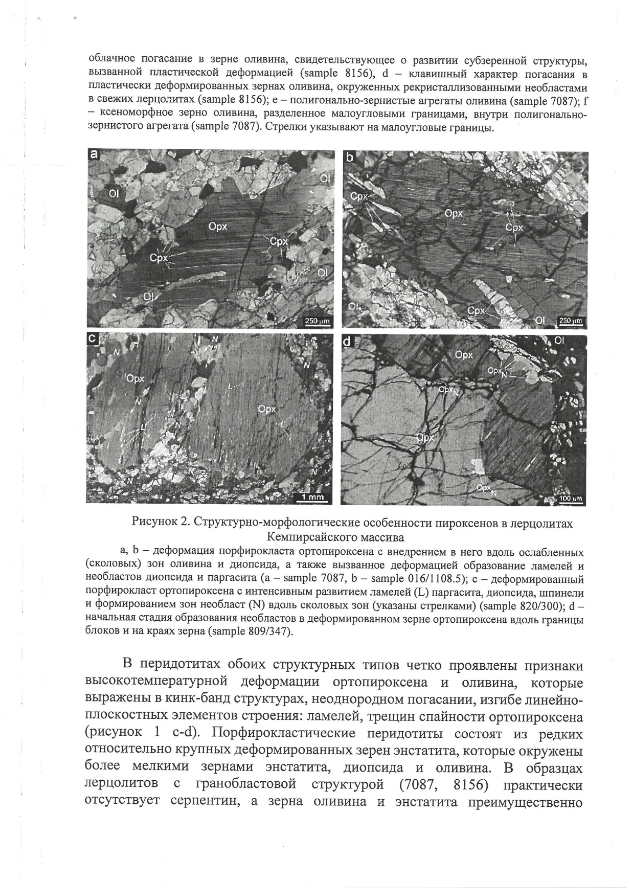 облачное погасание в зерне оливина, свидетельствующее о развитии субзеренной структуры,
вызванной пластической деформацией (sample 8156), d – клавишный характер погасания в
пластически деформированных зернах оливина, окруженных рекристаллизованными необластами
в свежих лерцолитах (sample 8156); e – полигонально-зернистые агрегаты оливина (sample 7087); f
– ксеноморфное зерно оливина, разделенное малоугловыми границами, внутри полигонально-
зернистого агрегата (sample 7087). Стрелки указывают на малоугловые границы.
a
Ol
Opx
Cpx
Cpx
Ol
Ol
250 µm
b
Cpx
Opx
Cpx
Cpx
Ol
Ol
250 µm
c
N
N
N
Opx
L
Opx
L
L
N
1 mm
d
Ol
Opx
Opx N
Opx N
Opx
Opx N
100 µm
Рисунок 2. Структурно-морфологические особенности пироксенов в лерцолитах
Кемпирсайского массива
a, b – деформация порфирокласта ортопироксена с внедрением в него вдоль ослабленных
(сколовых) зон оливина и диопсида, а также вызванное деформацией образование ламелей и
необластов диопсида и паргасита (a – sample 7087, b – sample 016/1108.5); c – деформированный
порфирокласт ортопироксена с интенсивным развитием ламелей (L) паргасита, диопсида, шпинели
и формированием зон необласт (N) вдоль сколовых зон (указаны стрелками) (sample 820/300); d –
начальная стадия образования необластов в деформированном зерне ортопироксена вдоль границы
блоков и на краях зерна (sample 809/347).
В перидотитах обоих структурных типов четко проявлены признаки
высокотемпературной деформации ортопироксена и оливина, которые
выражены в кинк-банд структурах, неоднородном погасании, изгибе линейно-
плоскостных элементов строения: ламелей, трещин спайности ортопироксена
(рисунок 1 c-d). Порфирокластические перидотиты состоят из редких
относительно крупных деформированных зерен энстатита, которые окружены
более мелкими зернами энстатита, диопсида и оливина. В образцах
лерцолитов с гранобластовой структурой (7087, 8156) практически
отсутствует серпентин, а зерна оливина и энстатита преимущественно